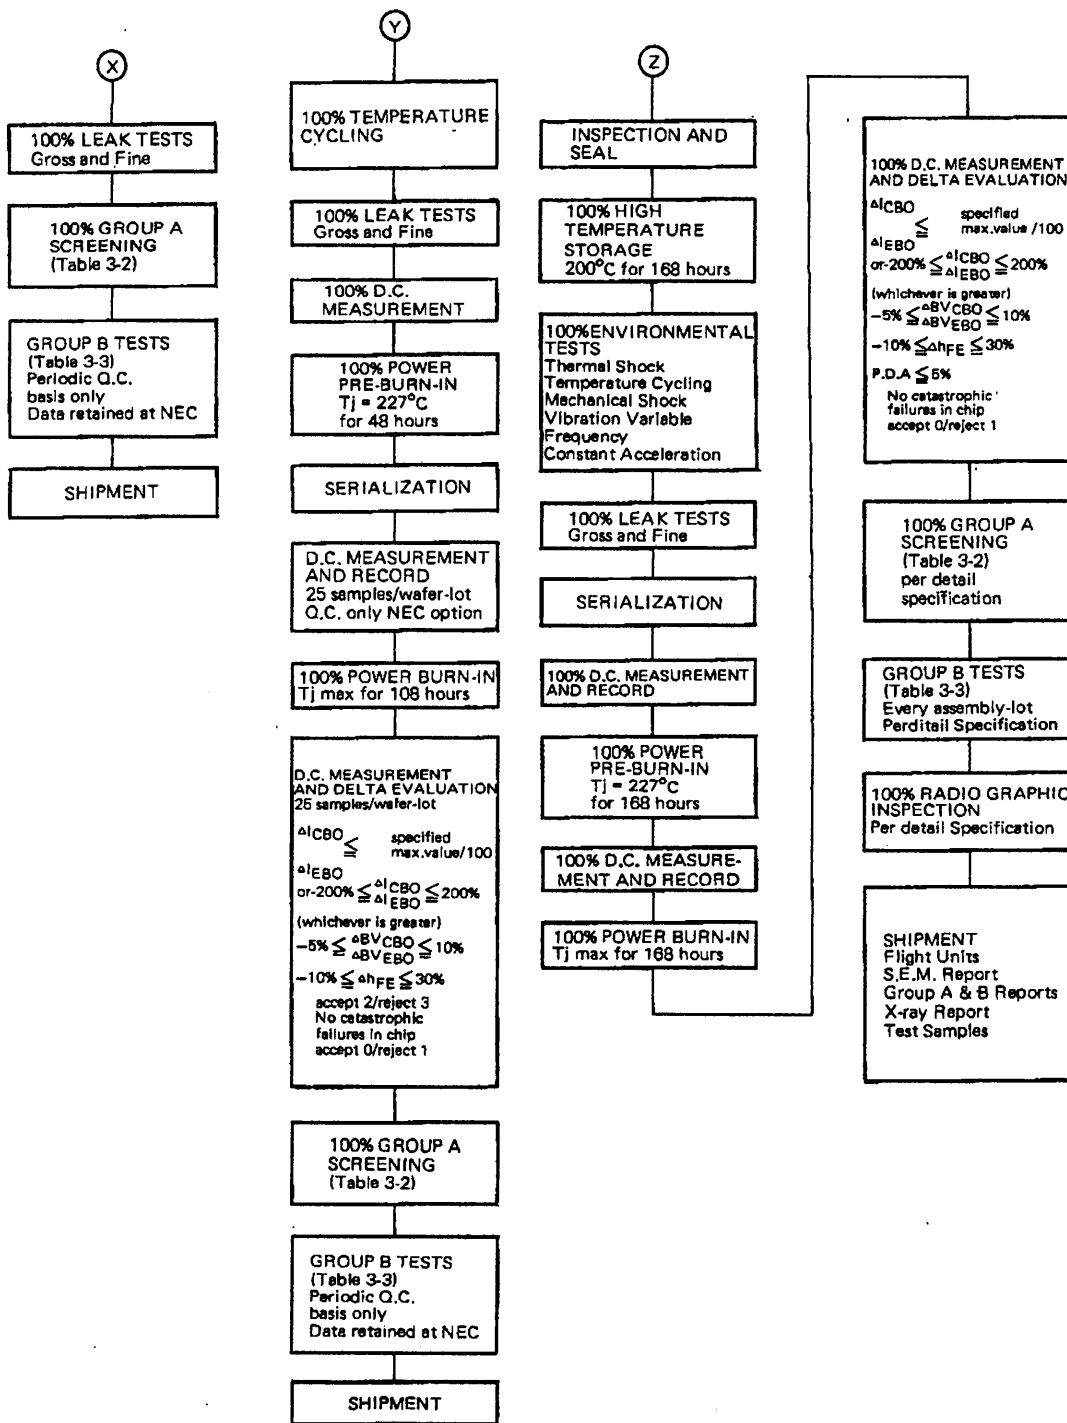 X
100% LEAK TESTS
Gross and Fine
100% GROUP A
SCREENING
(Table 3-2)
GROUP B TESTS
(Table 3-3)
Periodic Q.C.
basis only
Data retained at NEC
SHIPMENT
Y
100% TEMPERATURE
CYCLING
100% LEAK TESTS
Gross and Fine
100% D.C.
MEASUREMENT
100% POWER
PRE-BURN-IN
Tj = 227°C
for 48 hours
SERIALIZATION
D.C. MEASUREMENT
AND RECORD
25 samples/wafer-lot
Q.C. only NEC option
100% POWER BURN-IN
Tj max for 108 hours
D.C. MEASUREMENT
AND DELTA EVALUATION
25 samples/wafer-lot
ΔICBO ≦ specified
max.value/100
ΔIEBO
or-200% ≦ ΔICBO ≦ 200%
ΔIEBO
(whichever is greater)
-5% ≦ ΔBVCBO ≦ 10%
ΔBVEBO
-10% ≦ ΔhFE ≦ 30%
accept 2/reject 3
No catastrophic
failures in chip
accept 0/reject 1
100% GROUP A
SCREENING
(Table 3-2)
GROUP B TESTS
(Table 3-3)
Periodic Q.C.
basis only
Data retained at NEC
SHIPMENT
Z
INSPECTION AND
SEAL
100% HIGH
TEMPERATURE
STORAGE
200°C for 168 hours
100%ENVIRONMENTAL
TESTS
Thermal Shock
Temperature Cycling
Mechanical Shock
Vibration Variable
Frequency
Constant Acceleration
100% LEAK TESTS
Gross and Fine
SERIALIZATION
100% D.C. MEASUREMENT
AND RECORD
100% POWER
PRE-BURN-IN
Tj = 227°C
for 168 hours
100% D.C. MEASURE-
MENT AND RECORD
100% POWER BURN-IN
Tj max for 168 hours
100% D.C. MEASUREMENT
AND DELTA EVALUATION
ΔICBO ≦ specified
max.value /100
ΔIEBO
or-200% ≦ ΔICBO ≦ 200%
ΔIEBO
(whichever is greater)
-5% ≦ ΔBVCBO ≦ 10%
ΔBVEBO
-10% ≦ ΔhFE ≦ 30%
P.D.A ≦ 5%
No catastrophic
failures in chip
accept 0/reject 1
100% GROUP A
SCREENING
(Table 3-2)
per detail
specification
GROUP B TESTS
(Table 3-3)
Every assembly-lot
Perditail Specification
100% RADIO GRAPHIC
INSPECTION
Per detail Specification
SHIPMENT
Flight Units
S.E.M. Report
Group A & B Reports
X-ray Report
Test Samples